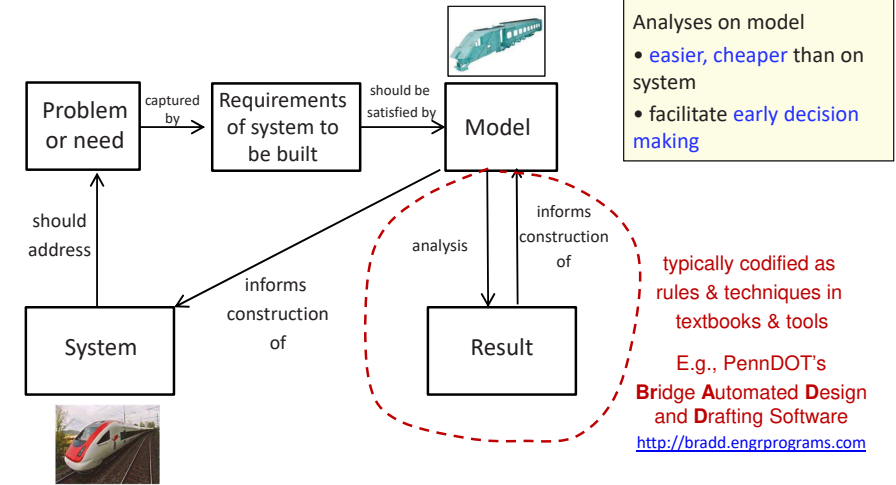 Analyses on model
• easier, cheaper than on
system
• facilitate early decision
making
Problem
or need
captured
by
Requirements
of system to
be built
should be
satisfied by
Model
should
address
informs
construction
of
analysis
informs
construction
of
System
Result
typically codified as
rules & techniques in
textbooks & tools
E.g., PennDOT's
Bridge Automated Design
and Drafting Software
http://bradd.engrprograms.com